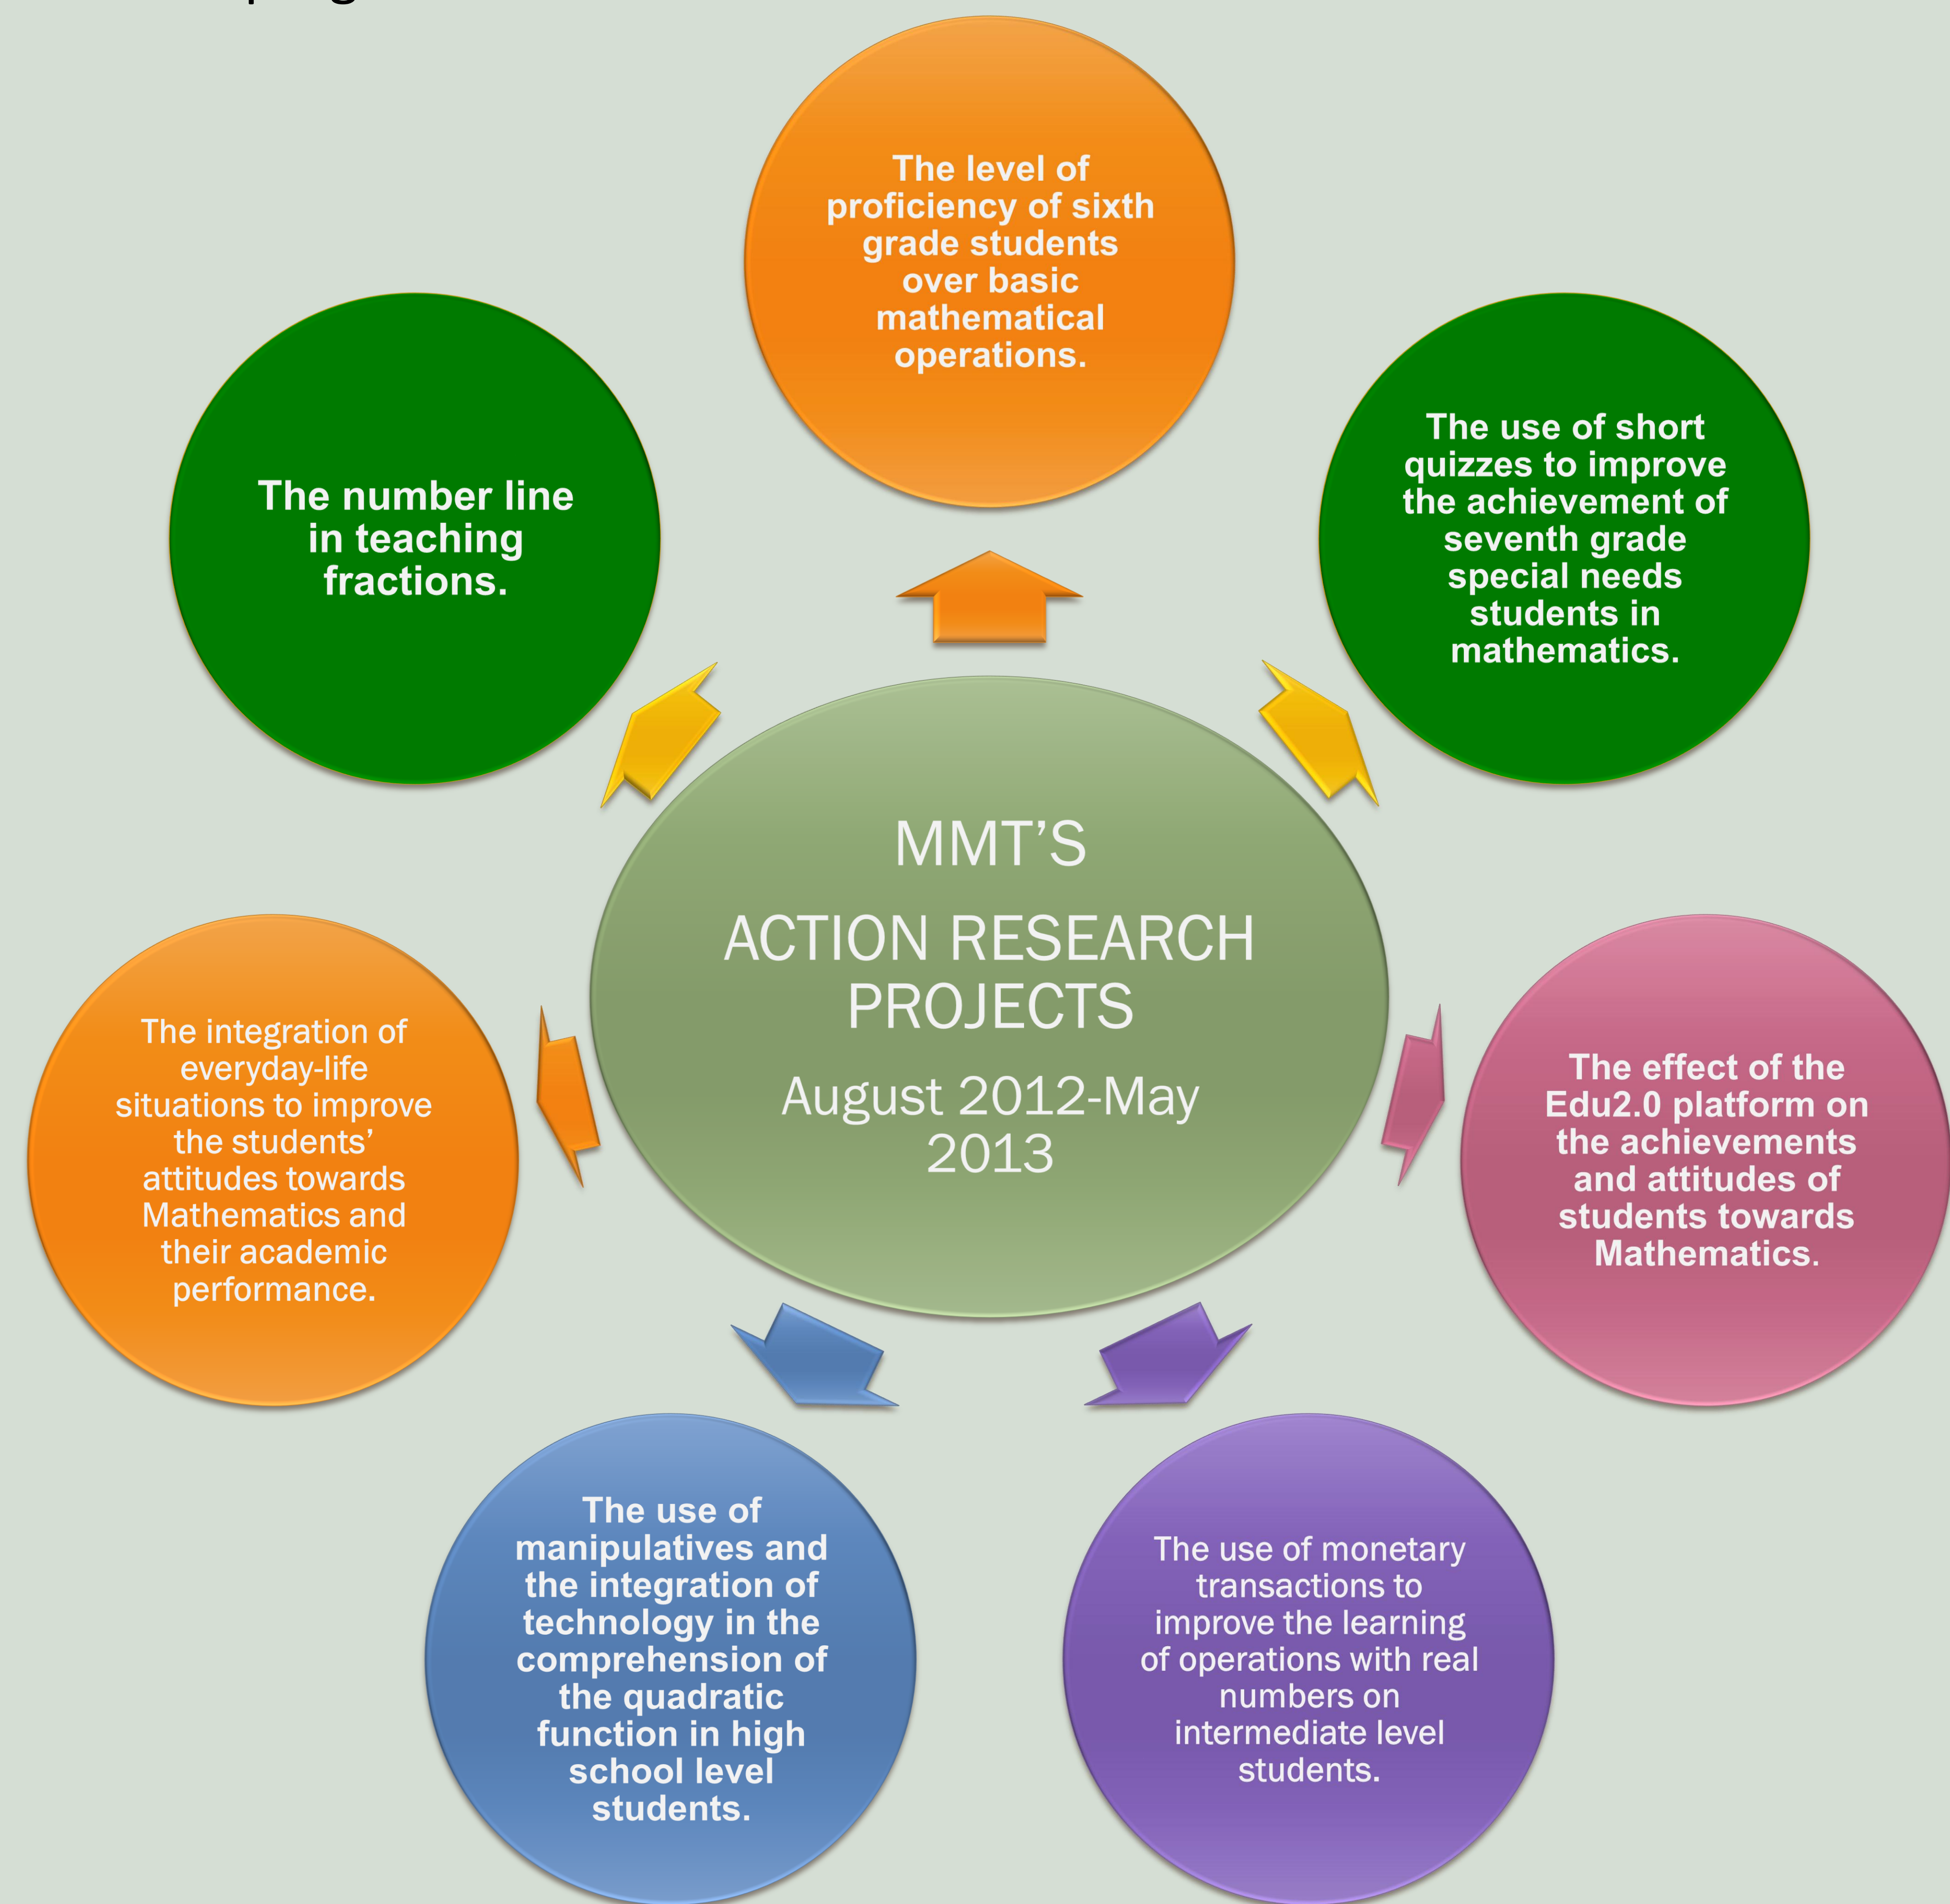 The level of
proficiency of sixth
grade students
over basic
mathematical
operations.
The number line
in teaching
fractions.
The use of short
quizzes to improve
the achievement of
seventh grade
special needs
students in
mathematics.
MMT’S
ACTION RESEARCH
PROJECTS
August 2012-May
2013
The integration of
everyday-life
situations to improve
the students’
attitudes towards
Mathematics and
their academic
performance.
The effect of the
Edu2.0 platform on
the achievements
and attitudes of
students towards
Mathematics.
The use of
manipulatives and
the integration of
technology in the
comprehension of
the quadratic
function in high
school level
students.
The use of monetary
transactions to
improve the learning
of operations with real
numbers on
intermediate level
students.